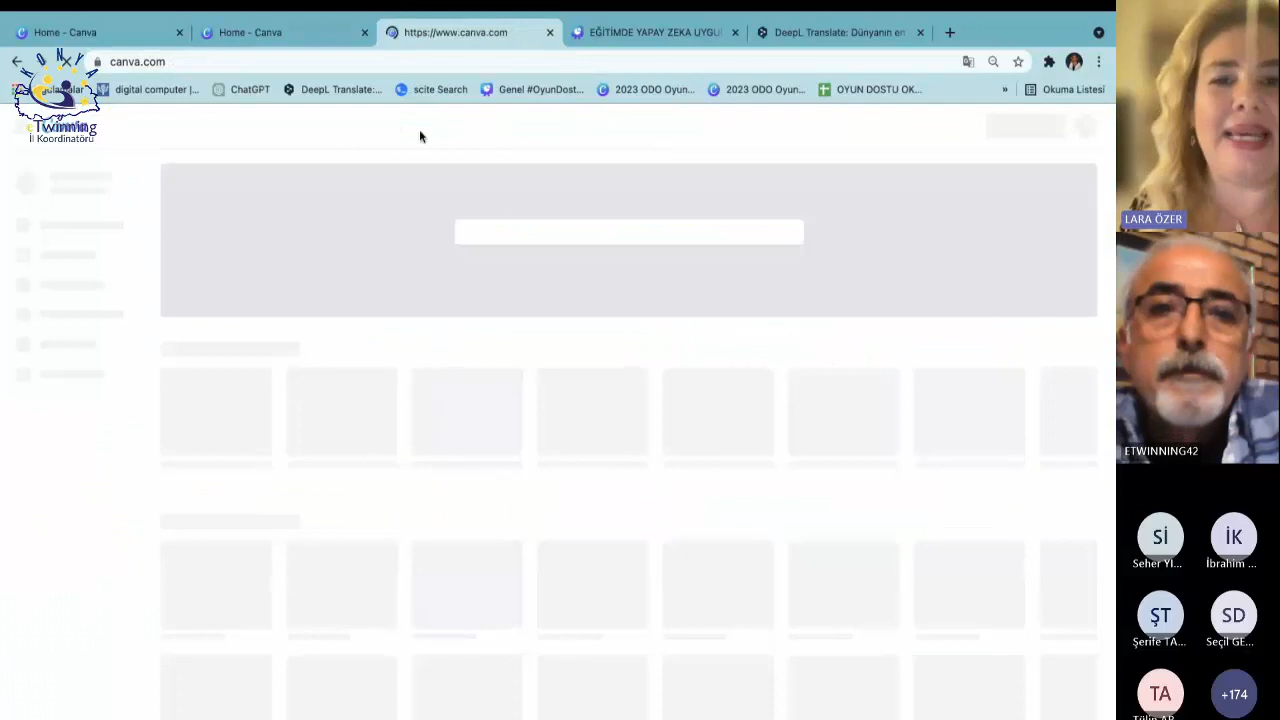 Home - Canva
Home - Canva
https://www.canva.com
EĞİTİMDE YAPAY ZEKA UYGU
DeepL Translate: Dünyanın en
canva.com
digital computer |...
ChatGPT
DeepL Translate:...
scite Search
Genel #OyunDost...
2023 ODO Oyun...
2023 ODO Oyun...
OYUN DOSTU OK...
»
Okuma Listesi
KONYA
eTwinning
İl Koordinatörü
LARA ÖZER
ETWINNING42
Sİ
İK
Seher Yİ...
İbrahim ...
ŞT
SD
Şerife TA...
Seçil GE...
TA
+174